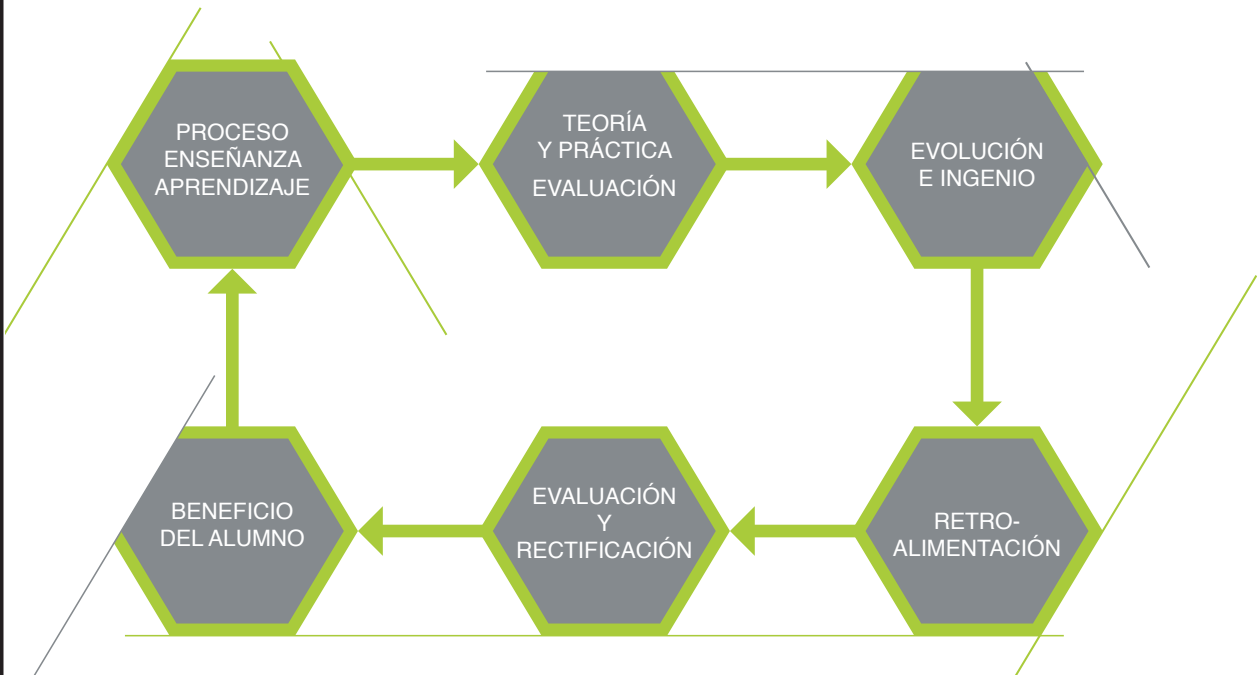 PROCESO
ENSEÑANZA
APRENDIZAJE
TEORÍA
Y PRÁCTICA
EVALUACIÓN
EVOLUCIÓN
E INGENIO
BENEFICIO
DEL ALUMNO
EVALUACIÓN
Y
RECTIFICACIÓN
RETRO-
ALIMENTACIÓN